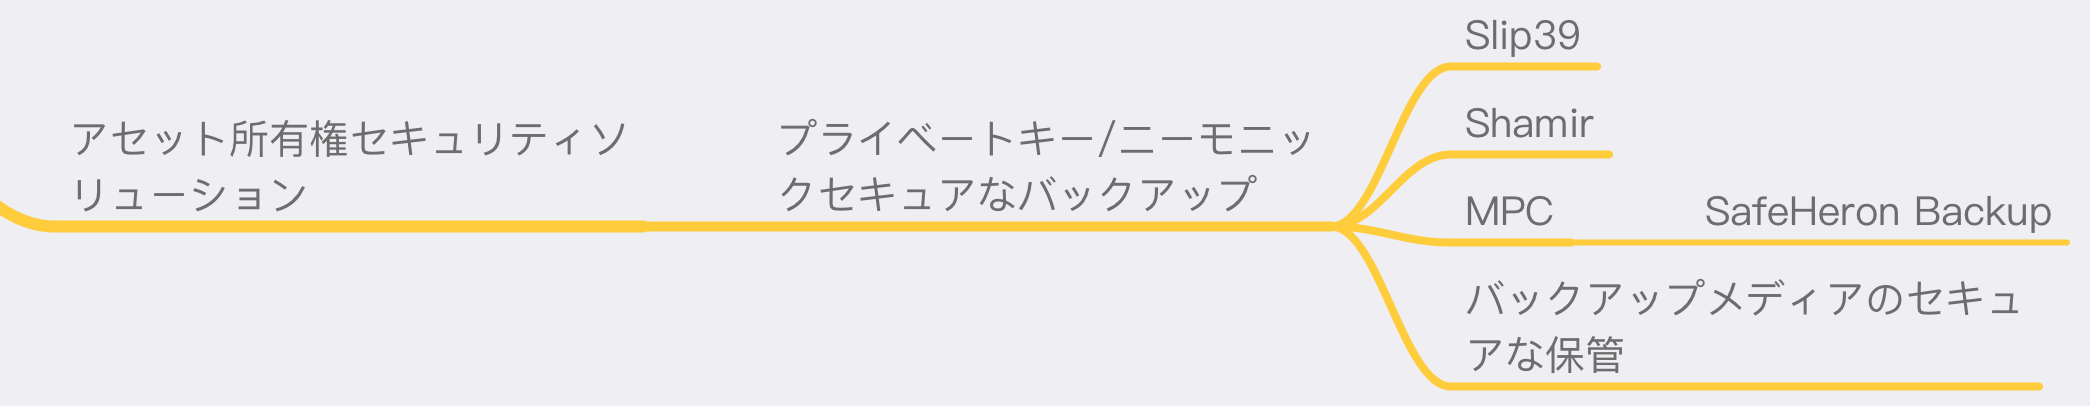 アセット所有権セキュリティソ
リューション
プライベートキー/ニーモニッ
クセキュアなバックアップ
Slip39
Shamir
MPC
SafeHeron Backup
バックアップメディアのセキュ
アな保管